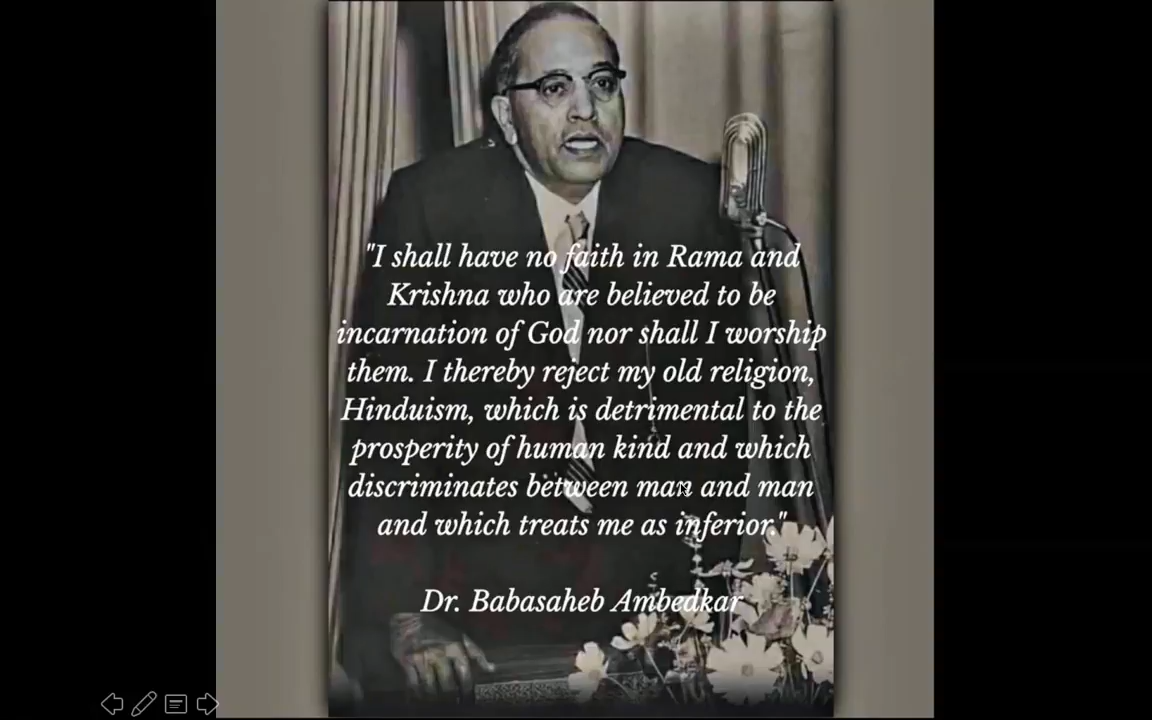 "I shall have no faith in Rama and
Krishna who are believed to be
incarnation of God nor shall I worship
them. I thereby reject my old religion,
Hinduism, which is detrimental to the
prosperity of human kind and which
discriminates between man and man
and which treats me as inferior."
Dr. Babasaheb Ambedkar